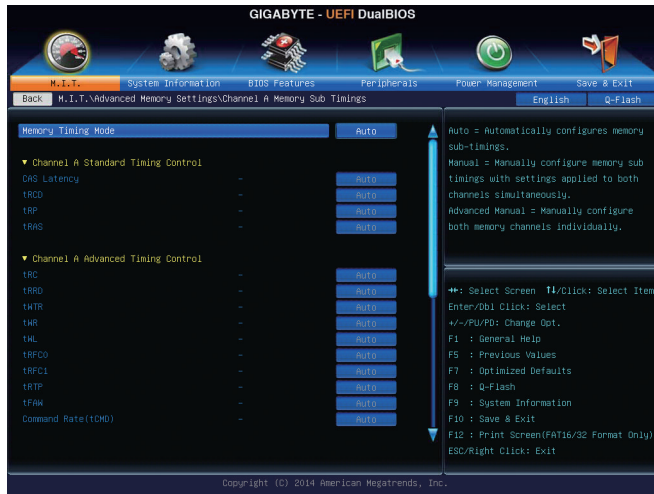 GIGABYTE - UEFI DualBIOS
M.I.T.
System Information
BIOS Features
Peripherals
Power Management
Save & Exit
Back M.I.T.\Advanced Memory Settings\Channel A Memory Sub Timings
English
Q-Flash
Memory Timing Mode Auto
▼ Channel A Standard Timing Control
CAS Latency - Auto
tRCD - Auto
tRP - Auto
tRAS - Auto
▼ Channel A Advanced Timing Control
tRC - Auto
tRRD - Auto
tWTR - Auto
tWR - Auto
tWL - Auto
tRFC0 - Auto
tRFC1 - Auto
tRTP - Auto
tFAW - Auto
Command Rate(tCMD) - Auto
Auto = Automatically configures memory
sub-timings.
Manual = Manually configure memory sub
timings with settings applied to both
channels simultaneously.
Advanced Manual = Manually configure
both memory channels individually.
→←: Select Screen ↑↓/Click: Select Item
Enter/Dbl Click: Select
+/-/PU/PD: Change Opt.
F1 : General Help
F5 : Previous Values
F7 : Optimized Defaults
F8 : Q-Flash
F9 : System Information
F10 : Save & Exit
F12 : Print Screen(FAT16/32 Format Only)
ESC/Right Click: Exit
Copyright (C) 2014 American Megatrends, Inc.